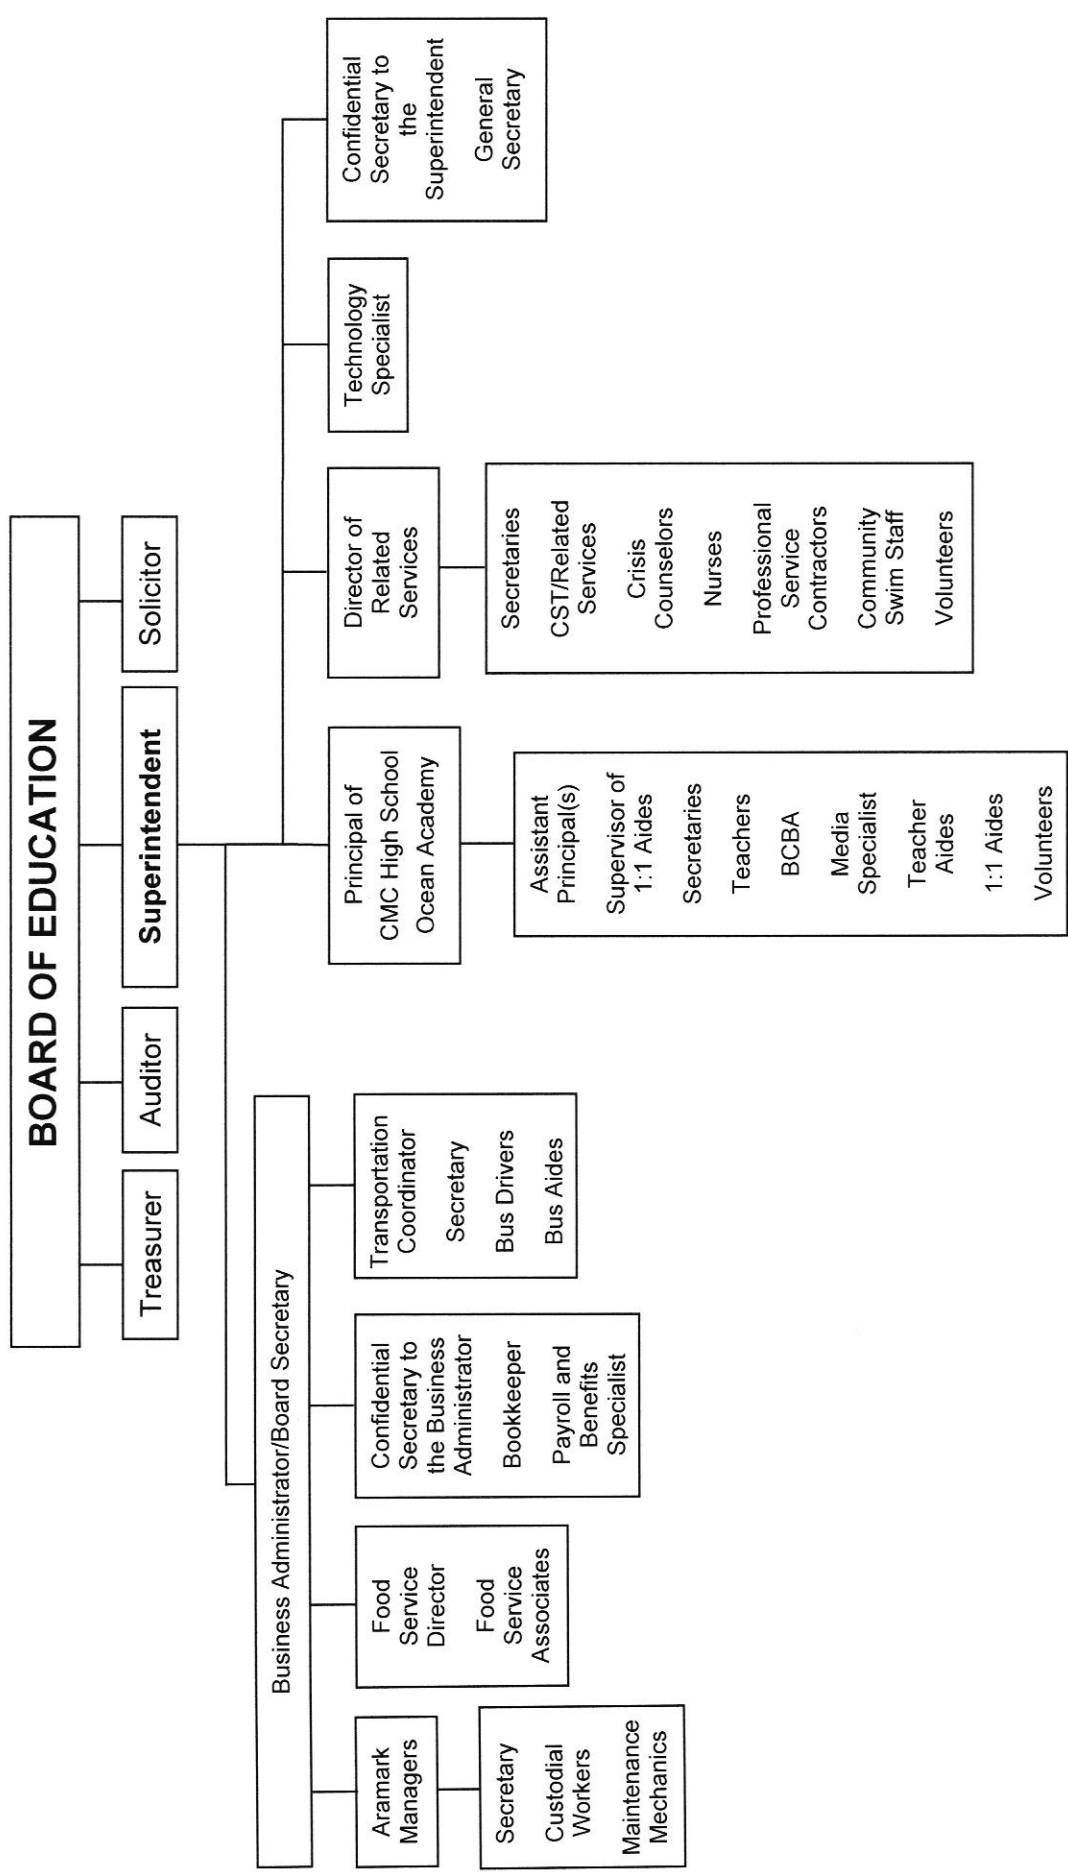 BOARD OF EDUCATION
Treasurer
Auditor
Superintendent
Solicitor
Business Administrator/Board Secretary
Aramark
Managers
Secretary
Custodial
Workers
Maintenance
Mechanics
Food
Service
Director
Food
Service
Associates
Confidential
Secretary to
the Business
Administrator
Bookkeeper
Payroll and
Benefits
Specialist
Transportation
Coordinator
Secretary
Bus Drivers
Bus Aides
Principal of
CMC High School
Ocean Academy
Assistant
Principal(s)
Supervisor of
1:1 Aides
Secretaries
Teachers
BCBA
Media
Specialist
Teacher
Aides
1:1 Aides
Volunteers
Director of
Related
Services
Secretaries
CST/Related
Services
Crisis
Counselors
Nurses
Professional
Service
Contractors
Community
Swim Staff
Volunteers
Technology
Specialist
Confidential
Secretary to
the
Superintendent
General
Secretary